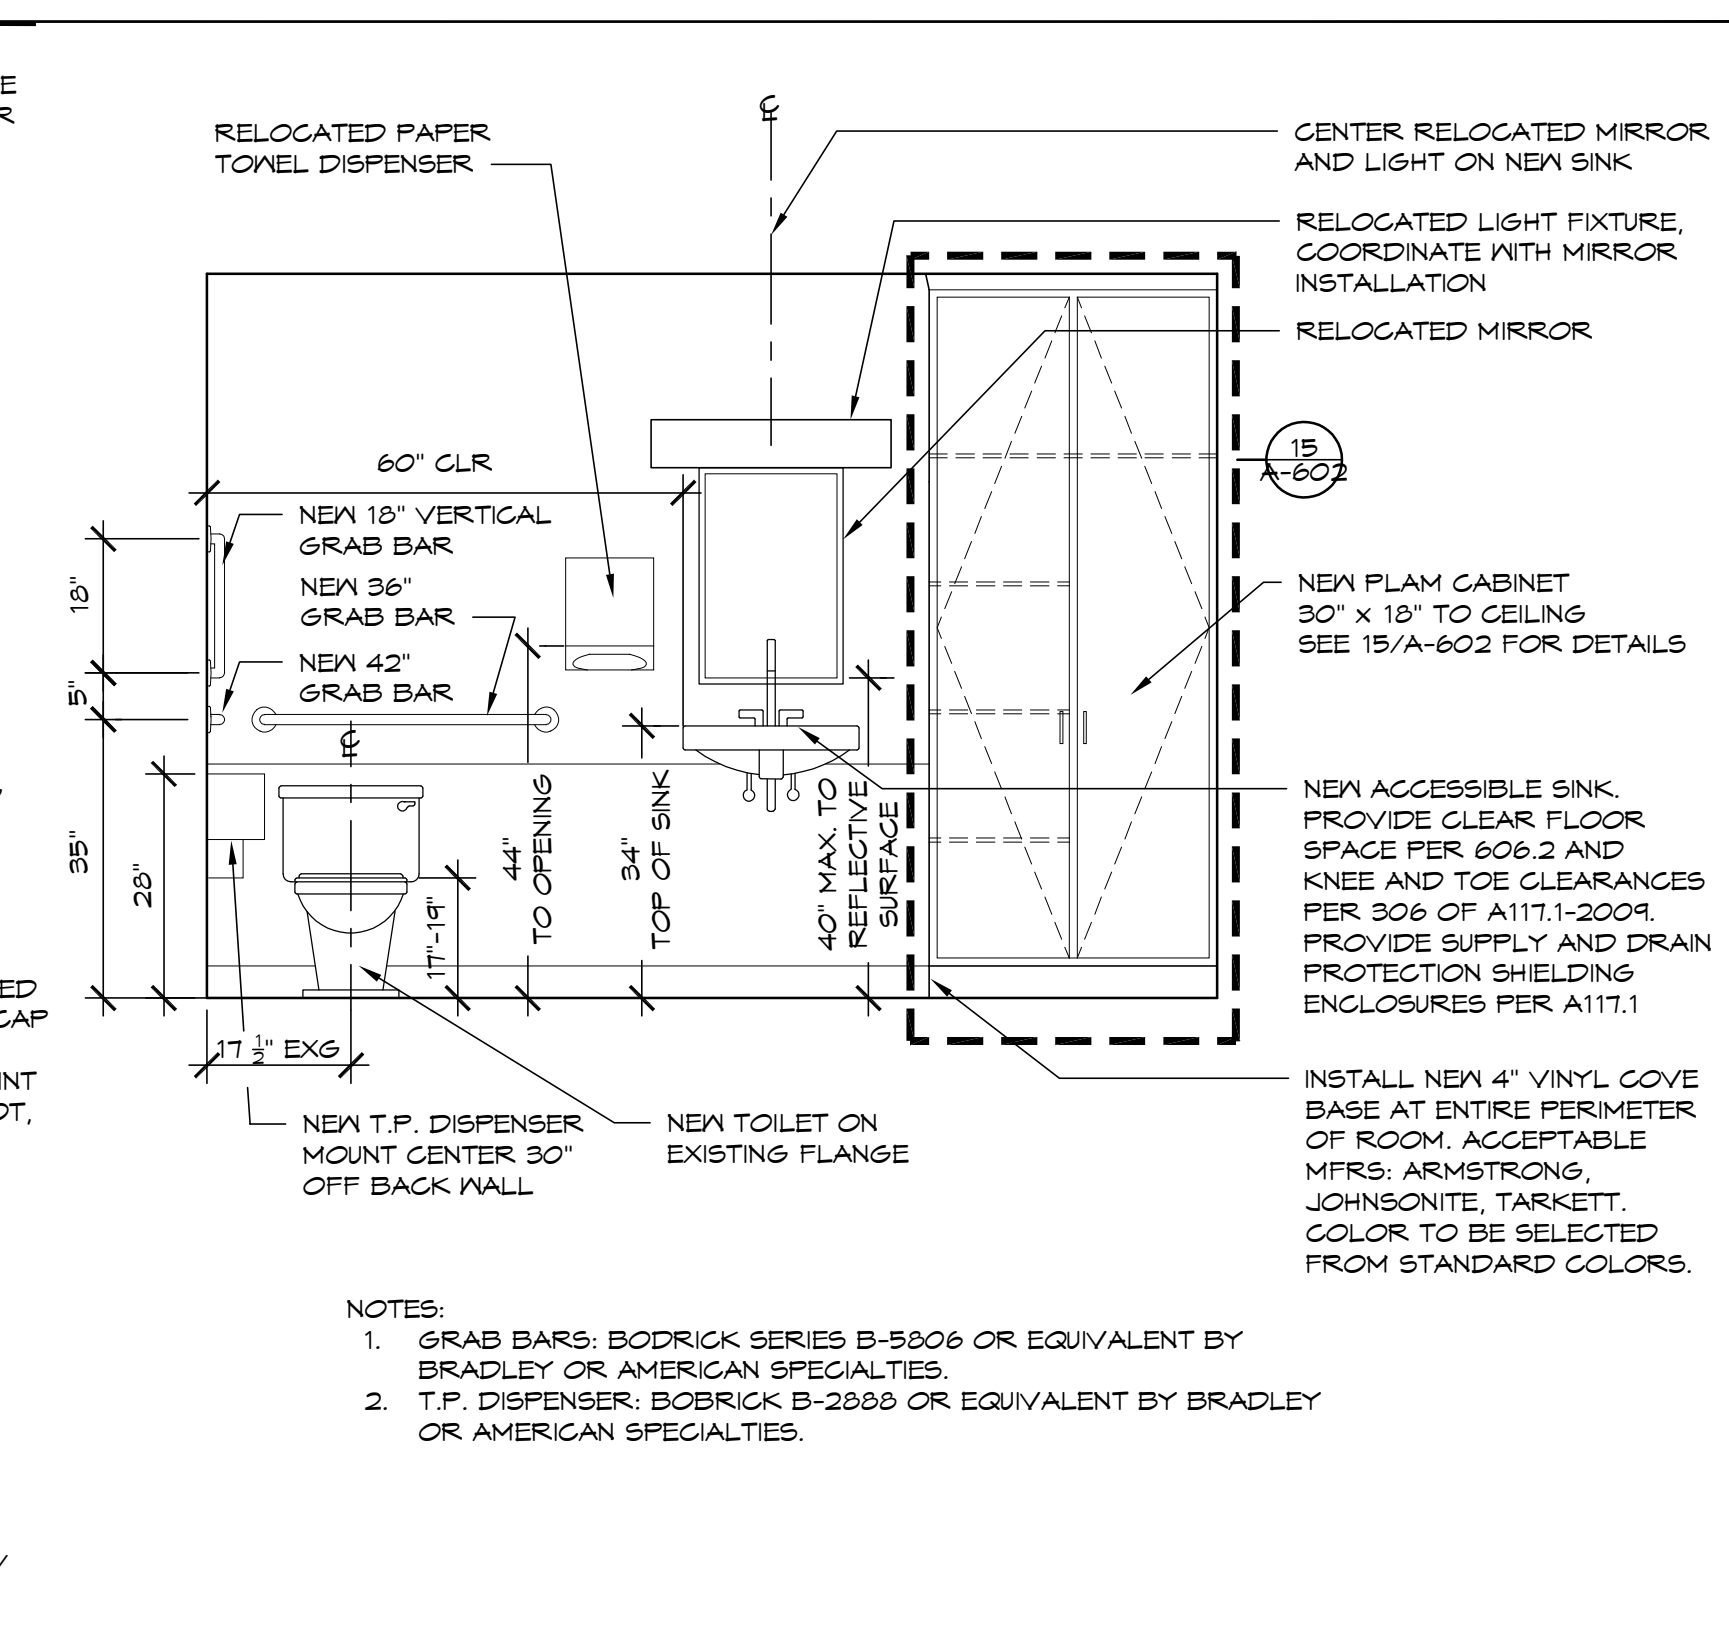 E
R
RELOCATED PAPER
TOWEL DISPENSER
℄
CENTER RELOCATED MIRROR
AND LIGHT ON NEW SINK
RELOCATED LIGHT FIXTURE,
COORDINATE WITH MIRROR
INSTALLATION
RELOCATED MIRROR
15
A-602
60" CLR
NEW 18" VERTICAL
GRAB BAR
NEW 36"
GRAB BAR
NEW 42"
GRAB BAR
18"
5"
35"
28"
℄
17"-19"
44"
TO OPENING
34"
TOP OF SINK
40" MAX. TO
REFLECTIVE
SURFACE
NEW PLAM CABINET
30" x 18" TO CEILING
SEE 15/A-602 FOR DETAILS
NEW ACCESSIBLE SINK.
PROVIDE CLEAR FLOOR
SPACE PER 606.2 AND
KNEE AND TOE CLEARANCES
PER 306 OF A117.1-2009.
PROVIDE SUPPLY AND DRAIN
PROTECTION SHIELDING
ENCLOSURES PER A117.1
ED
CAP
INT
OT,
17 ½" EXG
NEW T.P. DISPENSER
MOUNT CENTER 30"
OFF BACK WALL
NEW TOILET ON
EXISTING FLANGE
INSTALL NEW 4" VINYL COVE
BASE AT ENTIRE PERIMETER
OF ROOM. ACCEPTABLE
MFRS: ARMSTRONG,
JOHNSONITE, TARKETT.
COLOR TO BE SELECTED
FROM STANDARD COLORS.
NOTES:
1. GRAB BARS: BODRICK SERIES B-5806 OR EQUIVALENT BY
BRADLEY OR AMERICAN SPECIALTIES.
2. T.P. DISPENSER: BOBRICK B-2888 OR EQUIVALENT BY BRADLEY
OR AMERICAN SPECIALTIES.